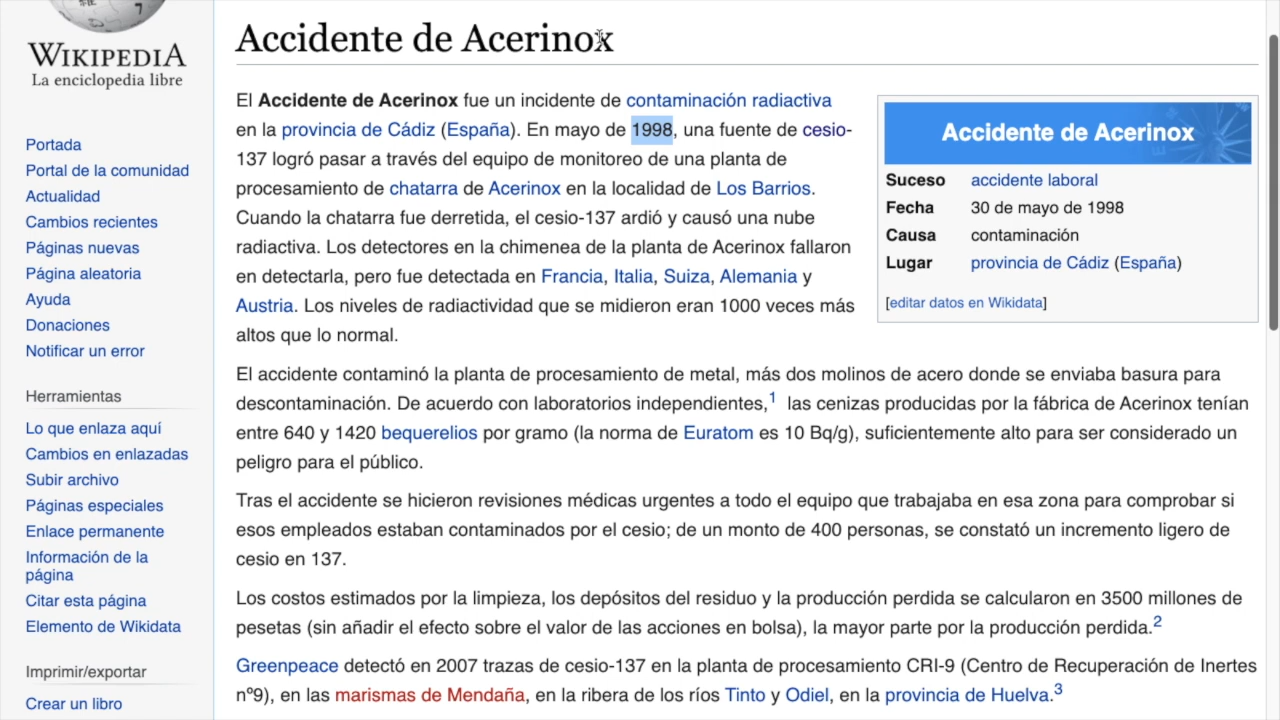 WIKIPEDIA
La enciclopedia libre
Portada
Portal de la comunidad
Actualidad
Cambios recientes
Páginas nuevas
Página aleatoria
Ayuda
Donaciones
Notificar un error
Herramientas
Lo que enlaza aquí
Cambios en enlazadas
Subir archivo
Páginas especiales
Enlace permanente
Información de la
página
Citar esta página
Elemento de Wikidata
Imprimir/exportar
Crear un libro
Accidente de Acerinox
El Accidente de Acerinox fue un incidente de contaminación radiactiva
en la provincia de Cádiz (España). En mayo de 1998, una fuente de cesio-
137 logró pasar a través del equipo de monitoreo de una planta de
procesamiento de chatarra de Acerinox en la localidad de Los Barrios.
Cuando la chatarra fue derretida, el cesio-137 ardió y causó una nube
radiactiva. Los detectores en la chimenea de la planta de Acerinox fallaron
en detectarla, pero fue detectada en Francia, Italia, Suiza, Alemania y
Austria. Los niveles de radiactividad que se midieron eran 1000 veces más
altos que lo normal.
Accidente de Acerinox
Suceso accidente laboral
Fecha 30 de mayo de 1998
Causa contaminación
Lugar provincia de Cádiz (España)
[editar datos en Wikidata]
El accidente contaminó la planta de procesamiento de metal, más dos molinos de acero donde se enviaba basura para
descontaminación. De acuerdo con laboratorios independientes,1 las cenizas producidas por la fábrica de Acerinox tenían
entre 640 y 1420 bequerelios por gramo (la norma de Euratom es 10 Bq/g), suficientemente alto para ser considerado un
peligro para el público.
Tras el accidente se hicieron revisiones médicas urgentes a todo el equipo que trabajaba en esa zona para comprobar si
esos empleados estaban contaminados por el cesio; de un monto de 400 personas, se constató un incremento ligero de
cesio en 137.
Los costos estimados por la limpieza, los depósitos del residuo y la producción perdida se calcularon en 3500 millones de
pesetas (sin añadir el efecto sobre el valor de las acciones en bolsa), la mayor parte por la producción perdida.2
Greenpeace detectó en 2007 trazas de cesio-137 en la planta de procesamiento CRI-9 (Centro de Recuperación de Inertes
nº9), en las marismas de Mendaña, en la ribera de los ríos Tinto y Odiel, en la provincia de Huelva.3